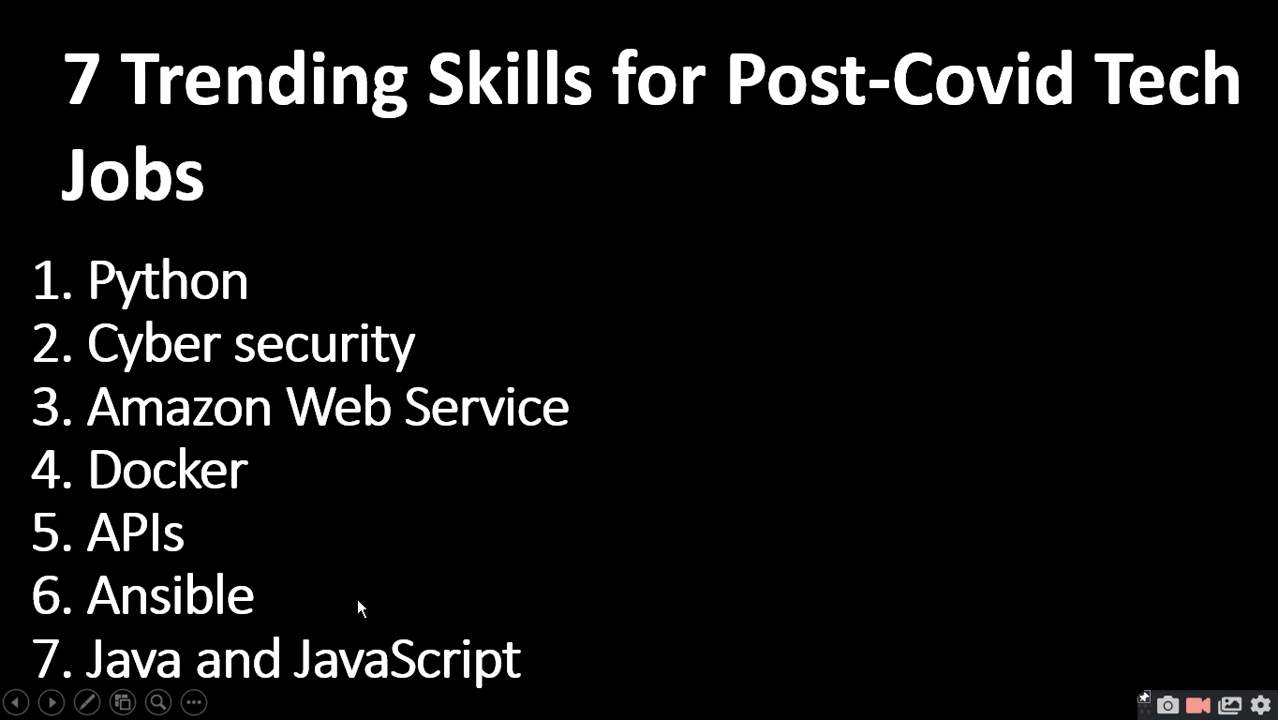 7 Trending Skills for Post-Covid Tech
Jobs
1. Python
2. Cyber security
3. Amazon Web Service
4. Docker
5. APIs
6. Ansible
7. Java and JavaScript